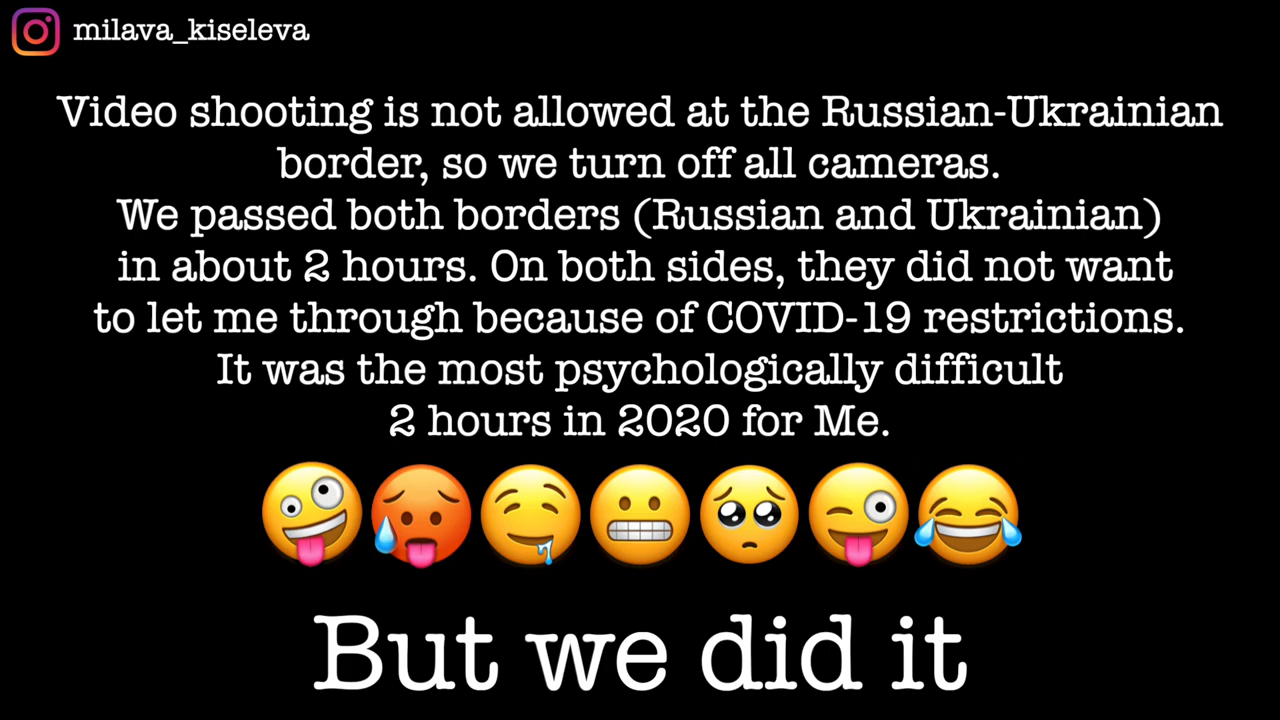 milava_kiseleva
Video shooting is not allowed at the Russian-Ukrainian
border, so we turn off all cameras.
We passed both borders (Russian and Ukrainian)
in about 2 hours. On both sides, they did not want
to let me through because of COVID-19 restrictions.
It was the most psychologically difficult
2 hours in 2020 for Me.
But we did it